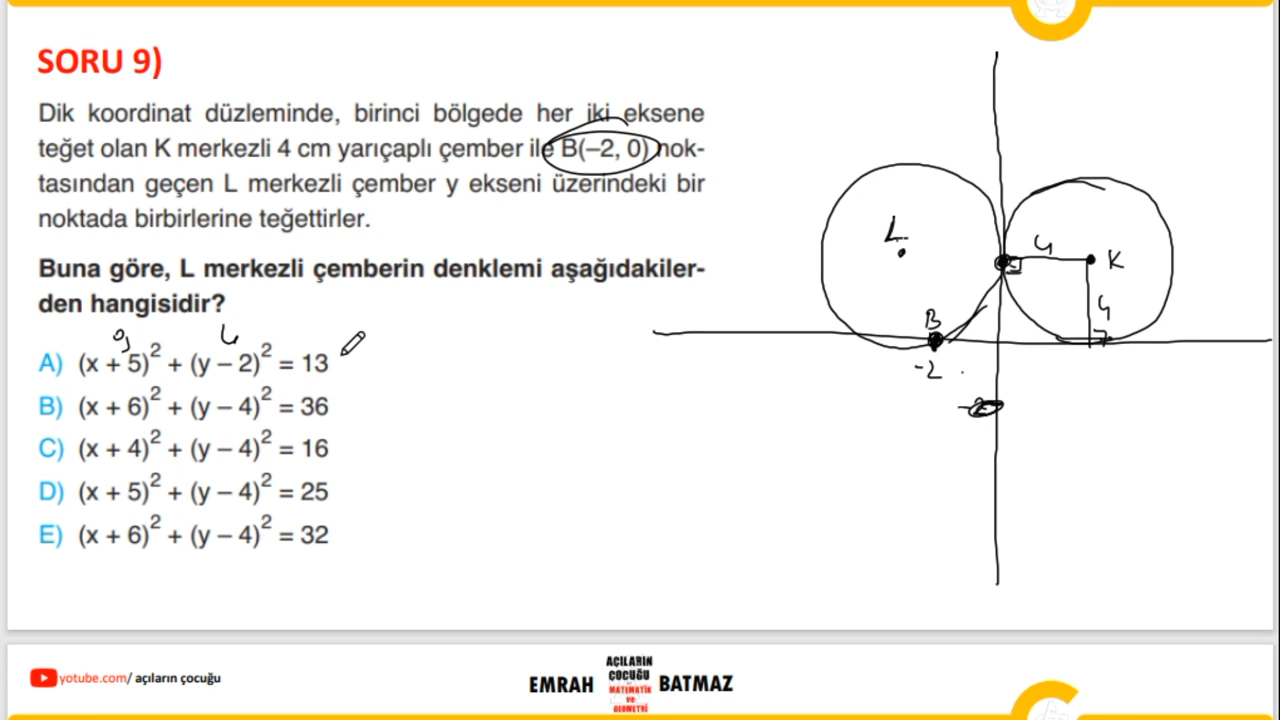 SORU 9)
Dik koordinat düzleminde, birinci bölgede her iki eksene
teğet olan K merkezli 4 cm yarıçaplı çember ile B(–2, 0) nok-
tasından geçen L merkezli çember y ekseni üzerindeki bir
noktada birbirlerine teğettirler.
Buna göre, L merkezli çemberin denklemi aşağıdakiler-
den hangisidir?
A) (x + 5)² + (y – 2)² = 13
B) (x + 6)² + (y – 4)² = 36
C) (x + 4)² + (y – 4)² = 16
D) (x + 5)² + (y – 4)² = 25
E) (x + 6)² + (y – 4)² = 32
L
4
K
4
B
-2
yotube.com/ açıların çocuğu
EMRAH
AÇILARIN
ÇOCUĞU
MATEMATİK
ve
GEOMETRİ
BATMAZ